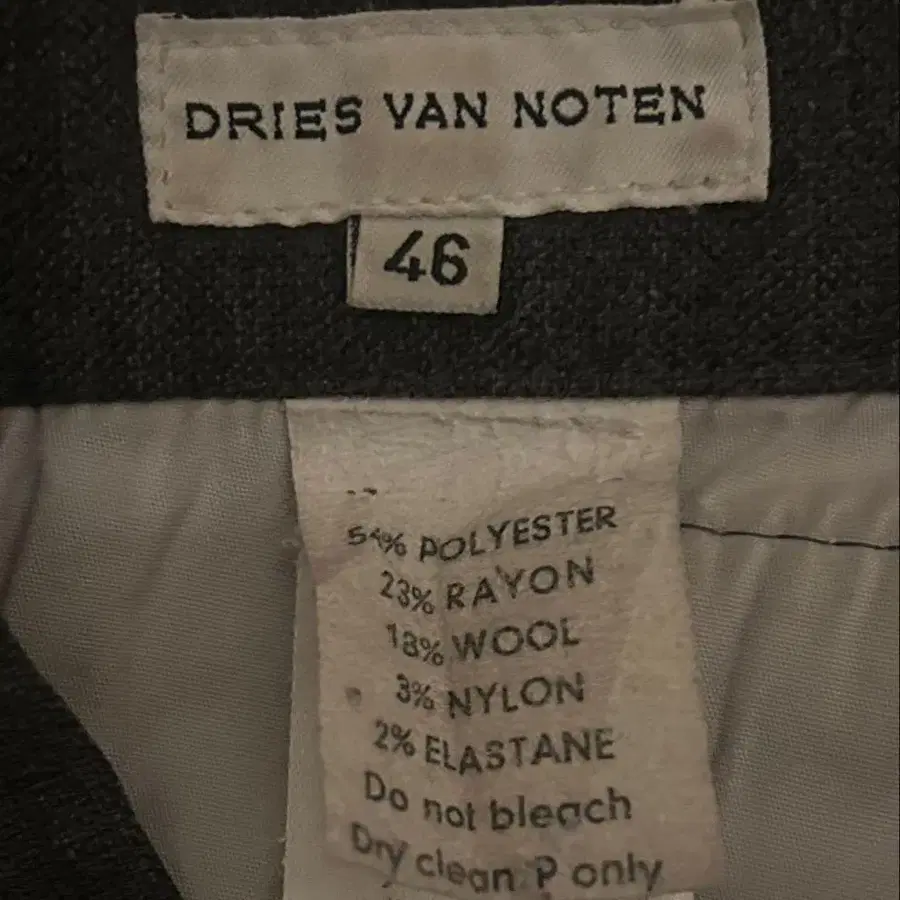 DRIES VAN NOTEN
46
54% POLYESTER
23% RAYON
18% WOOL
3% NYLON
2% ELASTANE
Do not bleach
Dry clean P only